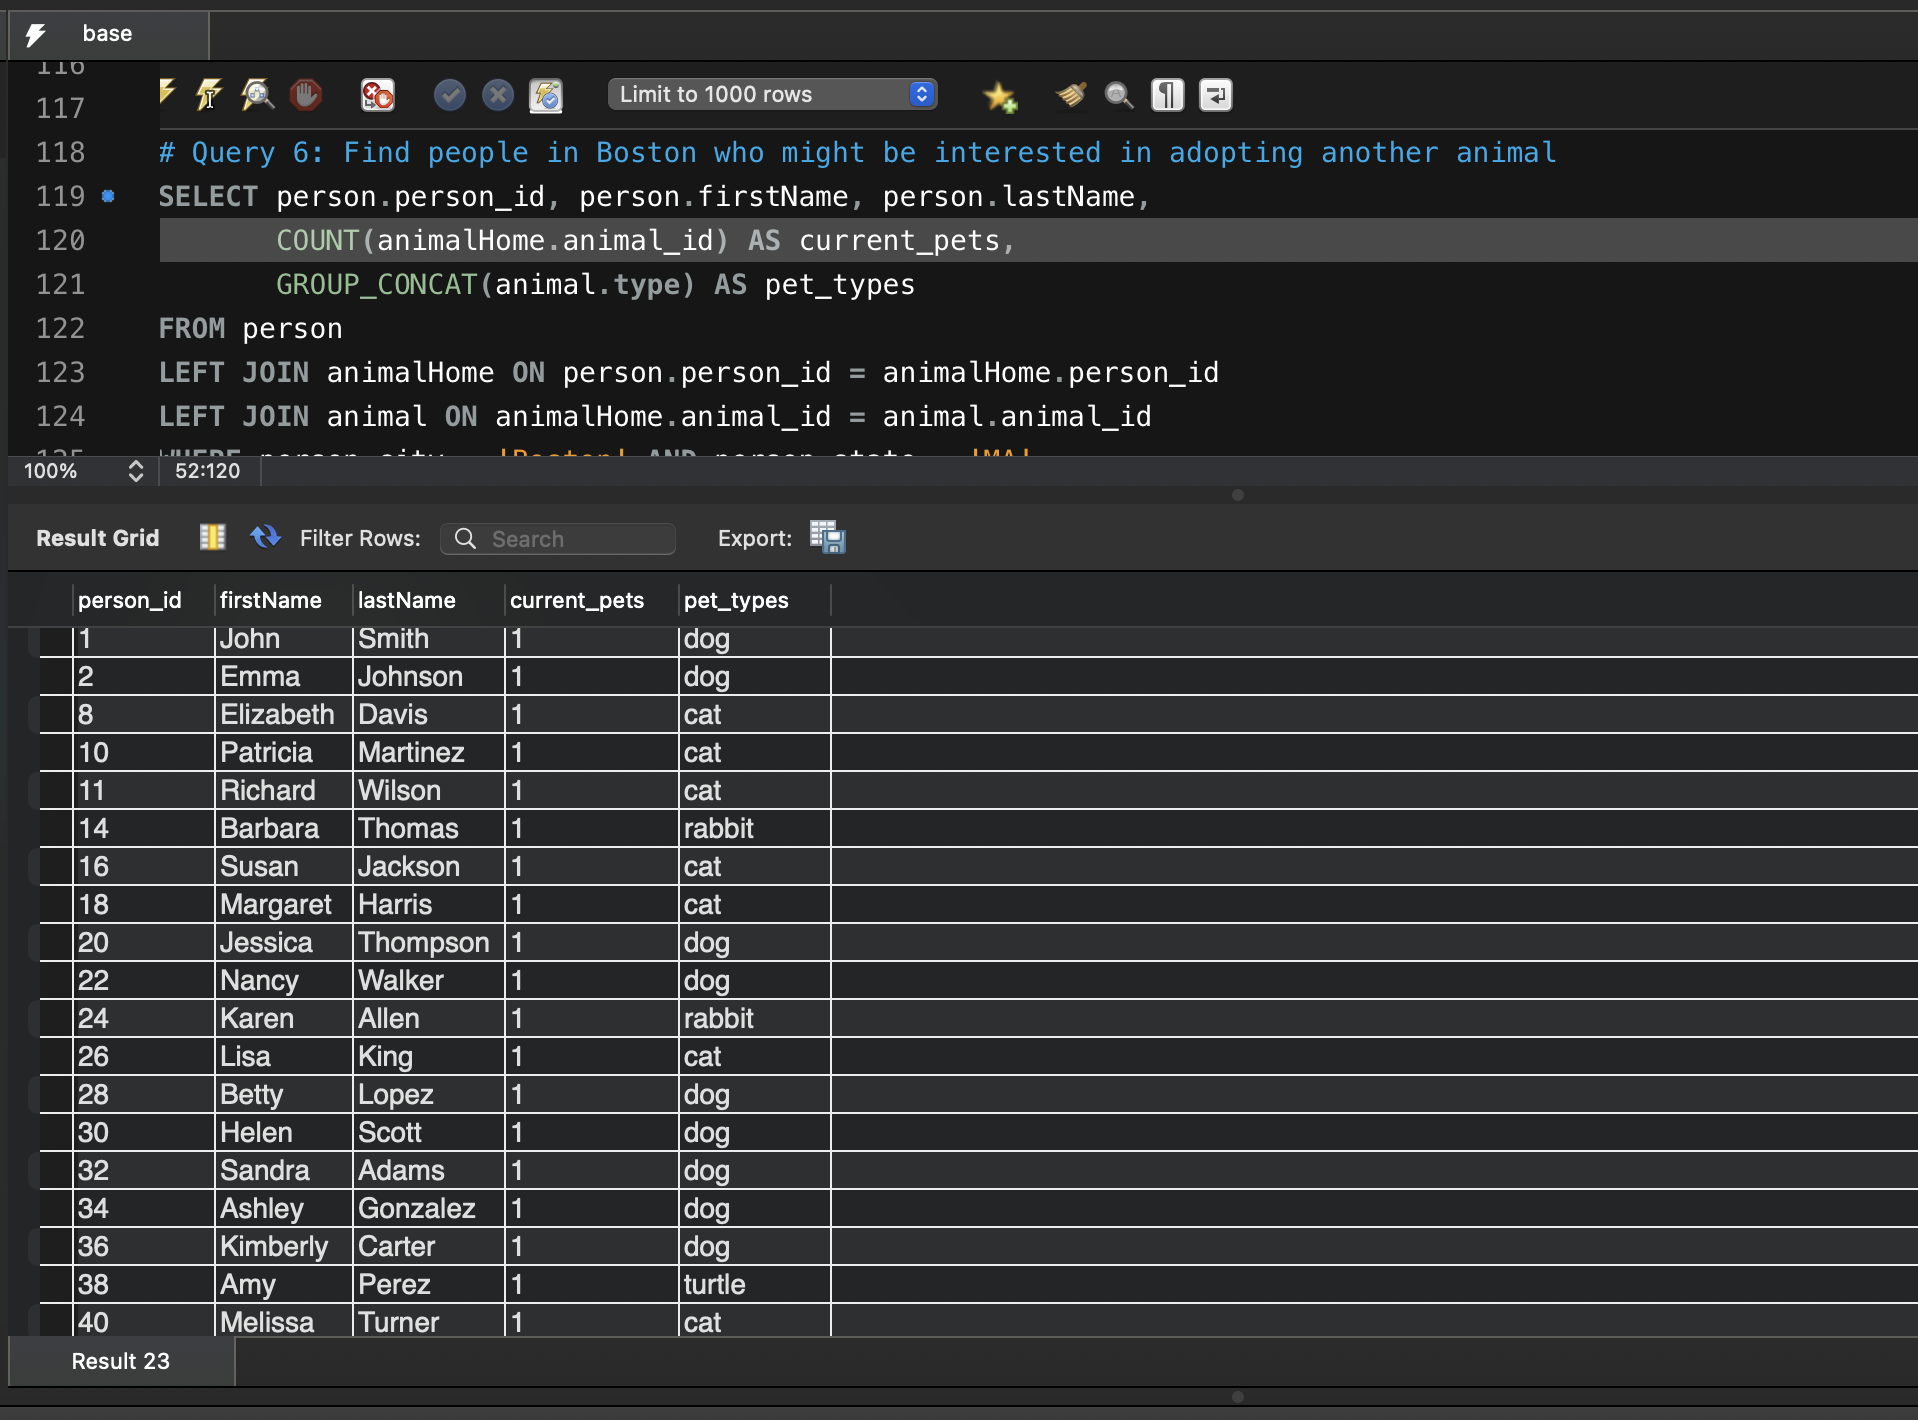 base
116
117
Limit to 1000 rows
118 # Query 6: Find people in Boston who might be interested in adopting another animal
119 SELECT person.person_id, person.firstName, person.lastName,
120 COUNT(animalHome.animal_id) AS current_pets,
121 GROUP_CONCAT(animal.type) AS pet_types
122 FROM person
123 LEFT JOIN animalHome ON person.person_id = animalHome.person_id
124 LEFT JOIN animal ON animalHome.animal_id = animal.animal_id
125 WHERE person.city = 'Boston' AND person.state = 'MA'
100% 52:120
Result Grid Filter Rows: Search Export:
person_id firstName lastName current_pets pet_types
1 John Smith 1 dog
2 Emma Johnson 1 dog
8 Elizabeth Davis 1 cat
10 Patricia Martinez 1 cat
11 Richard Wilson 1 cat
14 Barbara Thomas 1 rabbit
16 Susan Jackson 1 cat
18 Margaret Harris 1 cat
20 Jessica Thompson 1 dog
22 Nancy Walker 1 dog
24 Karen Allen 1 rabbit
26 Lisa King 1 cat
28 Betty Lopez 1 dog
30 Helen Scott 1 dog
32 Sandra Adams 1 dog
34 Ashley Gonzalez 1 dog
36 Kimberly Carter 1 dog
38 Amy Perez 1 turtle
40 Melissa Turner 1 cat
Result 23